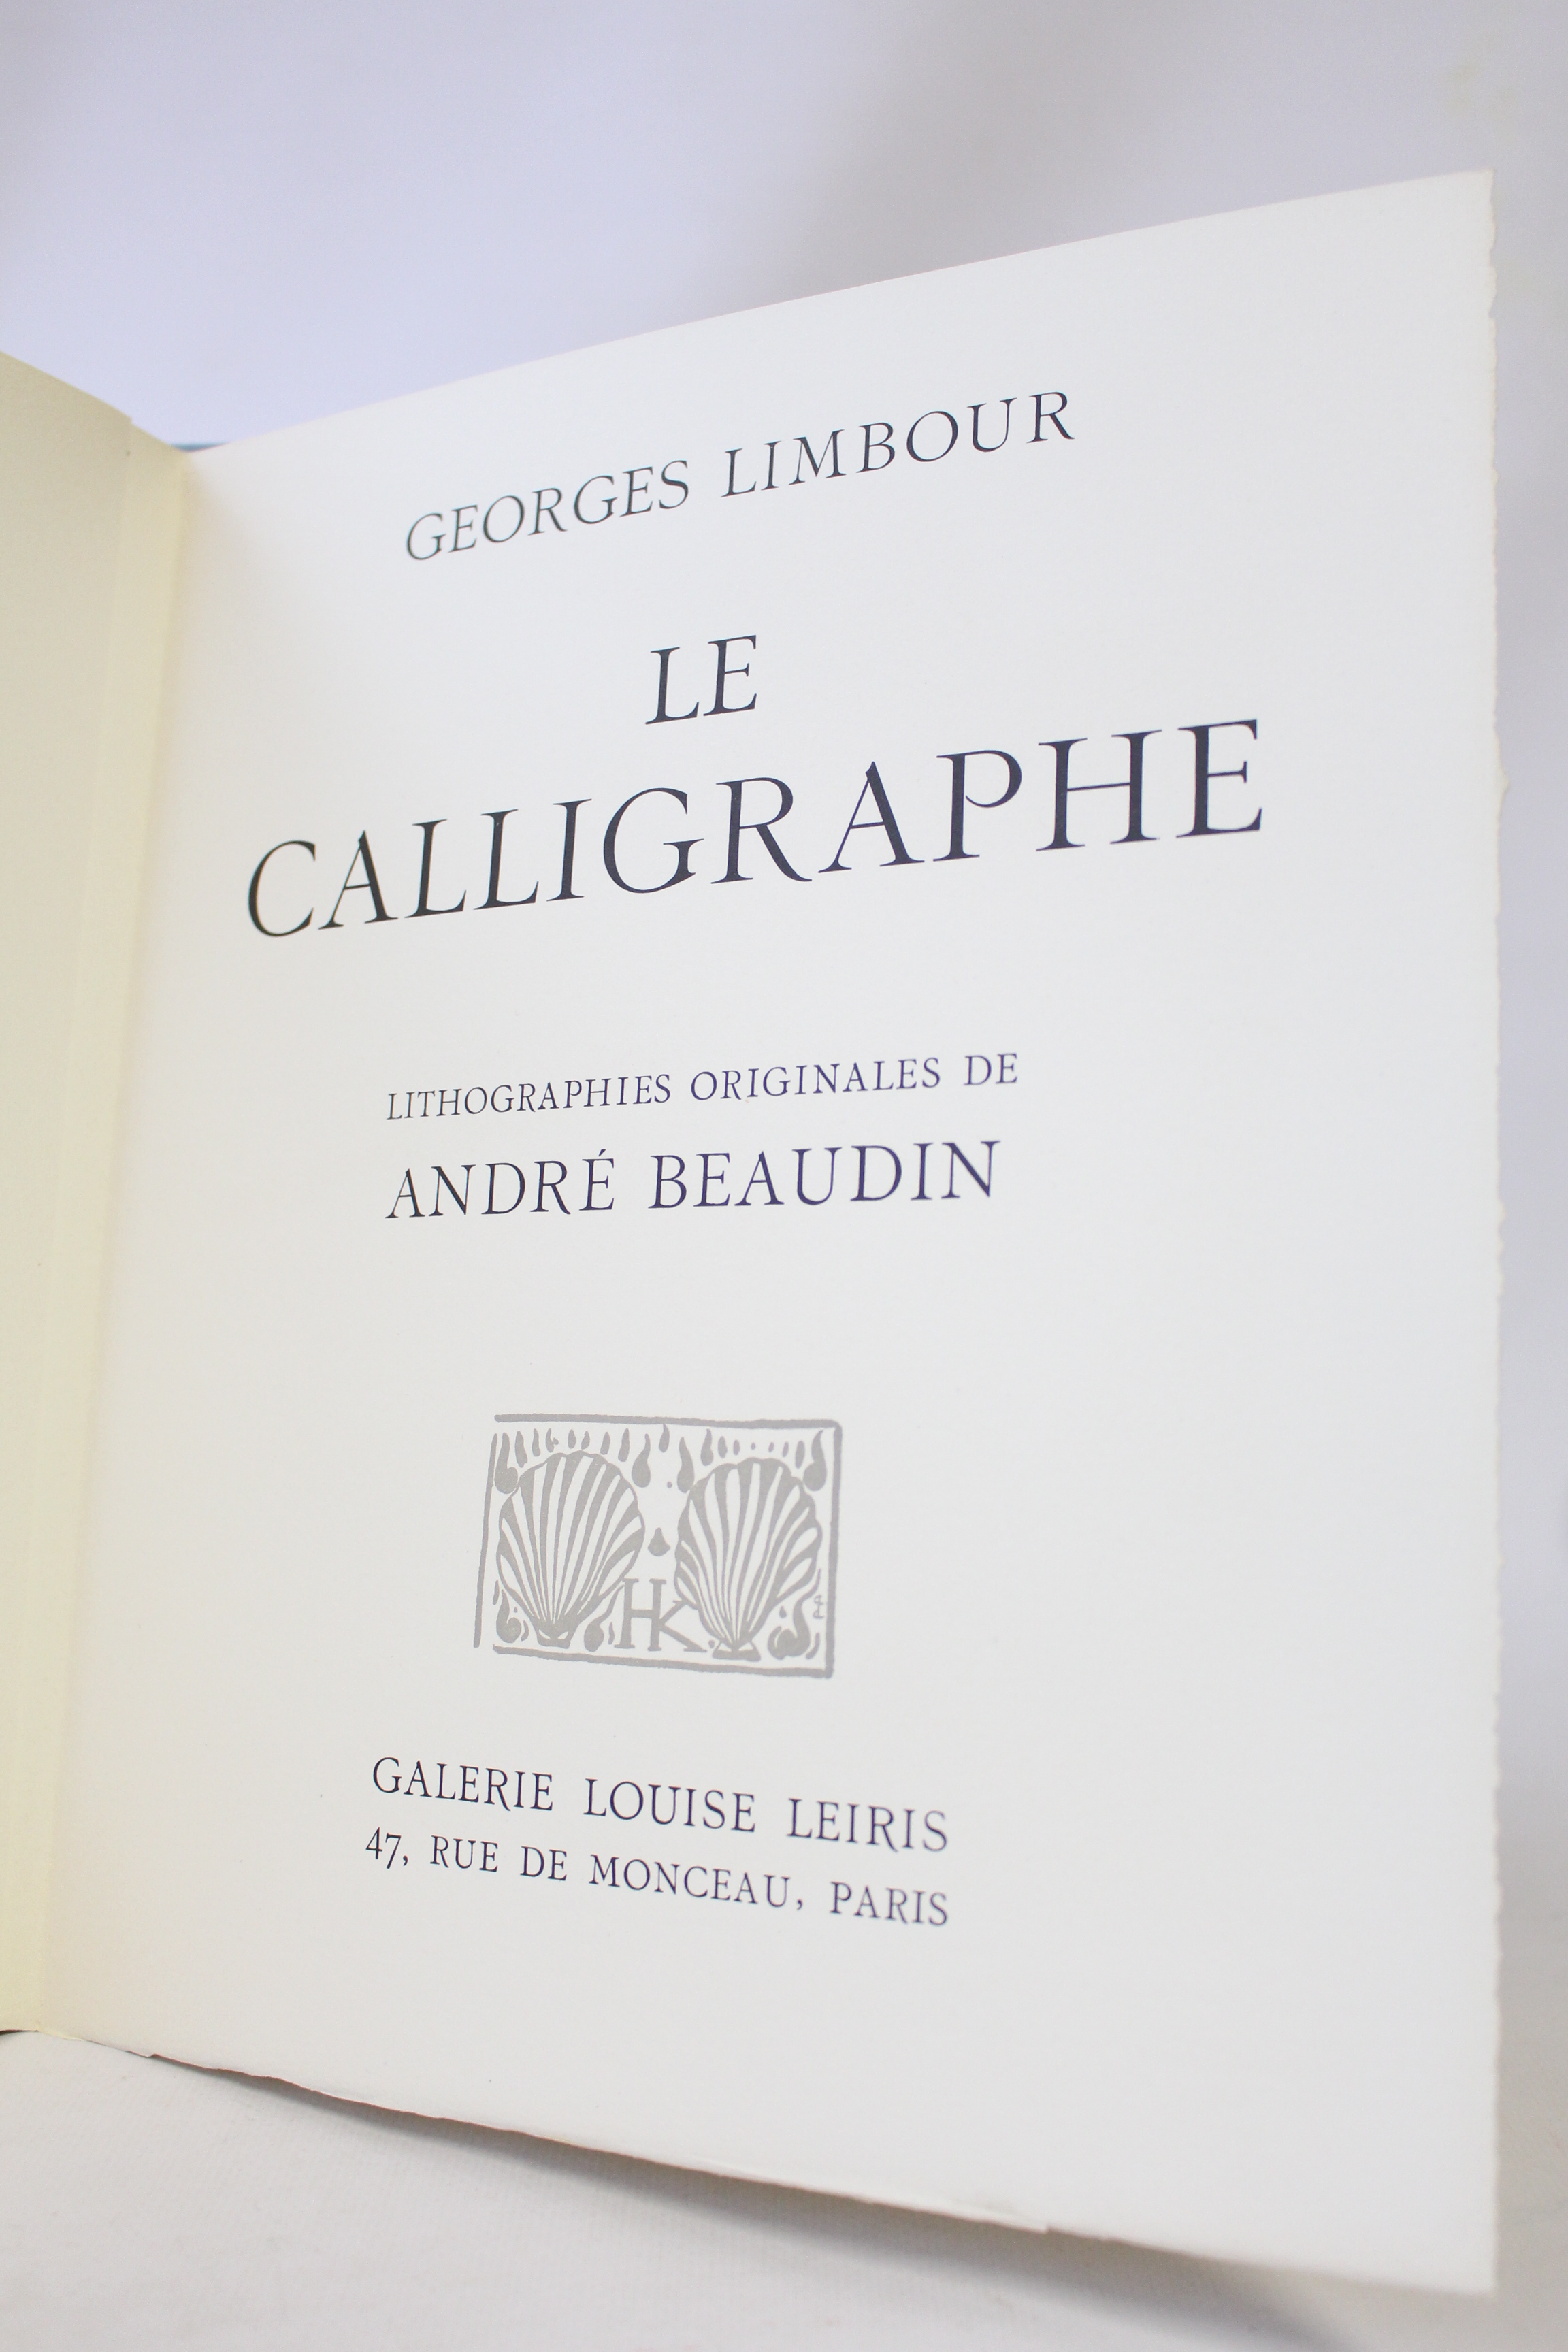 GEORGES LIMBOUR
LE
CALLIGRAPHE
LITHOGRAPHIES ORIGINALES DE
ANDRÉ BEAUDIN
HK
GALERIE LOUISE LEIRIS
47, RUE DE MONCEAU, PARIS